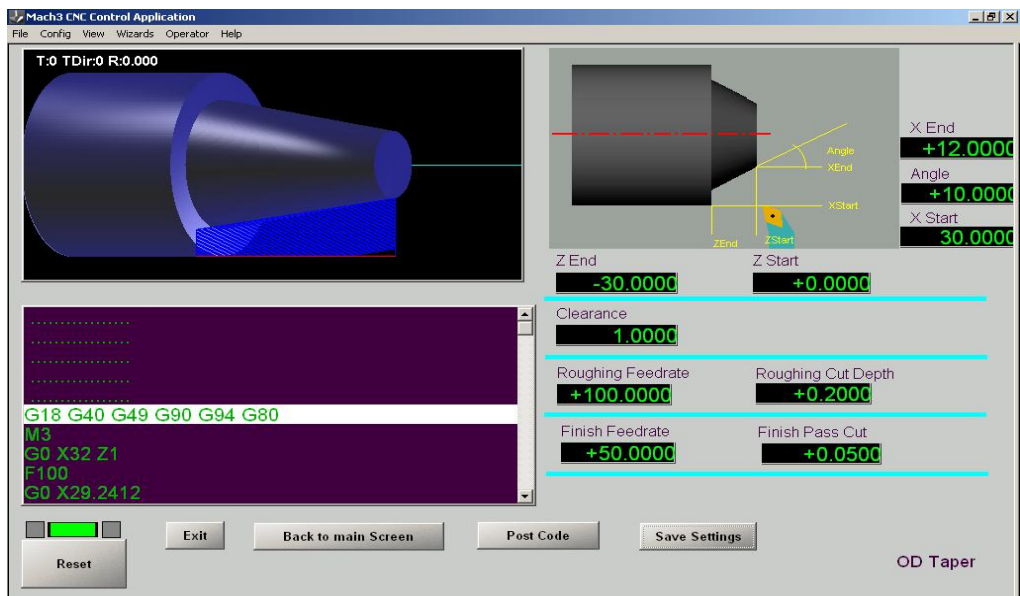 Mach3 CNC Control Application
File Config View Wizards Operator Help
T:0 TDir:0 R:0.000
Angle
XEnd
XStart
ZEnd ZStart
X End
+12.0000
Angle
+10.0000
X Start
30.0000
Z End Z Start
-30.0000 +0.0000
Clearance
1.0000
Roughing Feedrate Roughing Cut Depth
+100.0000 +0.2000
Finish Feedrate Finish Pass Cut
+50.0000 +0.0500
................
................
................
................
................
G18 G40 G49 G90 G94 G80
M3
G0 X32 Z1
F100
G0 X29.2412
Exit Back to main Screen Post Code Save Settings
Reset
OD Taper